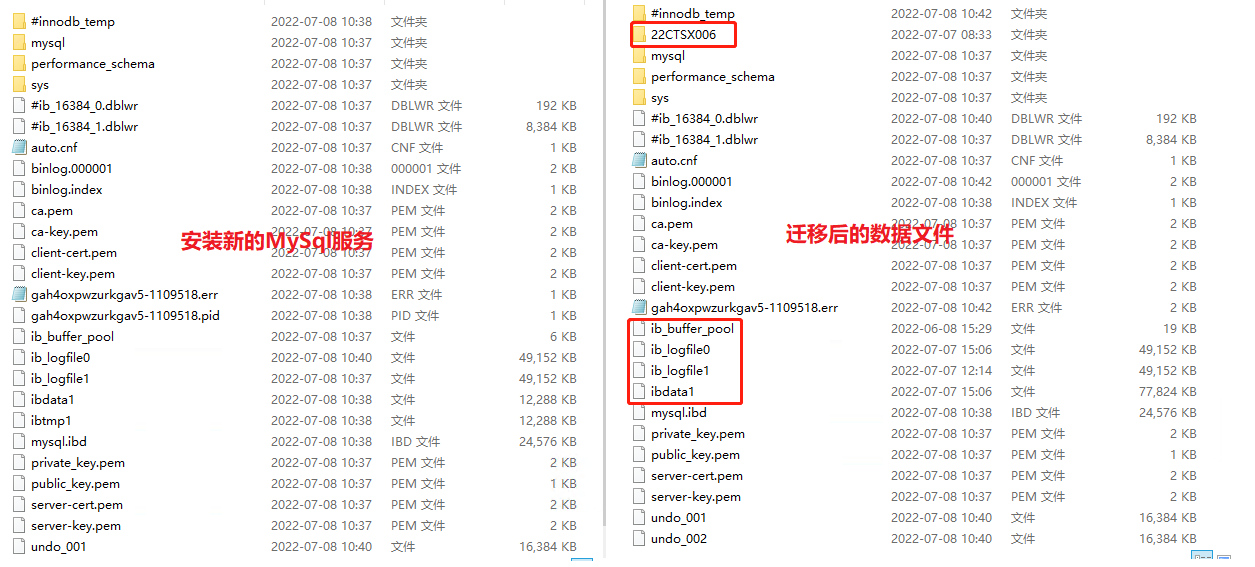 #innodb_temp 2022-07-08 10:38 文件夹
mysql 2022-07-08 10:37 文件夹
performance_schema 2022-07-08 10:37 文件夹
sys 2022-07-08 10:37 文件夹
#ib_16384_0.dblwr 2022-07-08 10:37 DBLWR 文件 192 KB
#ib_16384_1.dblwr 2022-07-08 10:37 DBLWR 文件 8,384 KB
auto.cnf 2022-07-08 10:37 CNF 文件 1 KB
binlog.000001 2022-07-08 10:38 000001 文件 2 KB
binlog.index 2022-07-08 10:38 INDEX 文件 1 KB
ca.pem 2022-07-08 10:37 PEM 文件 2 KB
ca-key.pem 2022-07-08 10:37 PEM 文件 2 KB
安装新的MySql服务
client-cert.pem 2022-07-08 10:37 PEM 文件 2 KB
client-key.pem 2022-07-08 10:37 PEM 文件 2 KB
gah4oxpwzurkgav5-1109518.err 2022-07-08 10:38 ERR 文件 1 KB
gah4oxpwzurkgav5-1109518.pid 2022-07-08 10:37 PID 文件 1 KB
ib_buffer_pool 2022-07-08 10:37 文件 6 KB
ib_logfile0 2022-07-08 10:40 文件 49,152 KB
ib_logfile1 2022-07-08 10:37 文件 49,152 KB
ibdata1 2022-07-08 10:38 文件 12,288 KB
ibtmp1 2022-07-08 10:38 文件 12,288 KB
mysql.ibd 2022-07-08 10:38 IBD 文件 24,576 KB
private_key.pem 2022-07-08 10:37 PEM 文件 2 KB
public_key.pem 2022-07-08 10:37 PEM 文件 1 KB
server-cert.pem 2022-07-08 10:37 PEM 文件 2 KB
server-key.pem 2022-07-08 10:37 PEM 文件 2 KB
undo_001 2022-07-08 10:40 文件 16,384 KB
#innodb_temp 2022-07-08 10:42 文件夹
22CTSX006 2022-07-07 08:33 文件夹
mysql 2022-07-08 10:37 文件夹
performance_schema 2022-07-08 10:37 文件夹
sys 2022-07-08 10:37 文件夹
#ib_16384_0.dblwr 2022-07-08 10:40 DBLWR 文件 192 KB
#ib_16384_1.dblwr 2022-07-08 10:37 DBLWR 文件 8,384 KB
auto.cnf 2022-07-08 10:37 CNF 文件 1 KB
binlog.000001 2022-07-08 10:42 000001 文件 2 KB
binlog.index 2022-07-08 10:38 INDEX 文件 1 KB
ca.pem 2022-07-08 10:37 PEM 文件 2 KB
迁移后的数据文件
ca-key.pem 2022-07-08 10:37 PEM 文件 2 KB
client-cert.pem 2022-07-08 10:37 PEM 文件 2 KB
client-key.pem 2022-07-08 10:37 PEM 文件 2 KB
gah4oxpwzurkgav5-1109518.err 2022-07-08 10:42 ERR 文件 2 KB
ib_buffer_pool 2022-06-08 15:29 文件 19 KB
ib_logfile0 2022-07-07 15:06 文件 49,152 KB
ib_logfile1 2022-07-07 12:14 文件 49,152 KB
ibdata1 2022-07-07 15:06 文件 77,824 KB
mysql.ibd 2022-07-08 10:38 IBD 文件 24,576 KB
private_key.pem 2022-07-08 10:37 PEM 文件 2 KB
public_key.pem 2022-07-08 10:37 PEM 文件 1 KB
server-cert.pem 2022-07-08 10:37 PEM 文件 2 KB
server-key.pem 2022-07-08 10:37 PEM 文件 2 KB
undo_001 2022-07-08 10:40 文件 16,384 KB
undo_002 2022-07-08 10:40 文件 16,384 KB